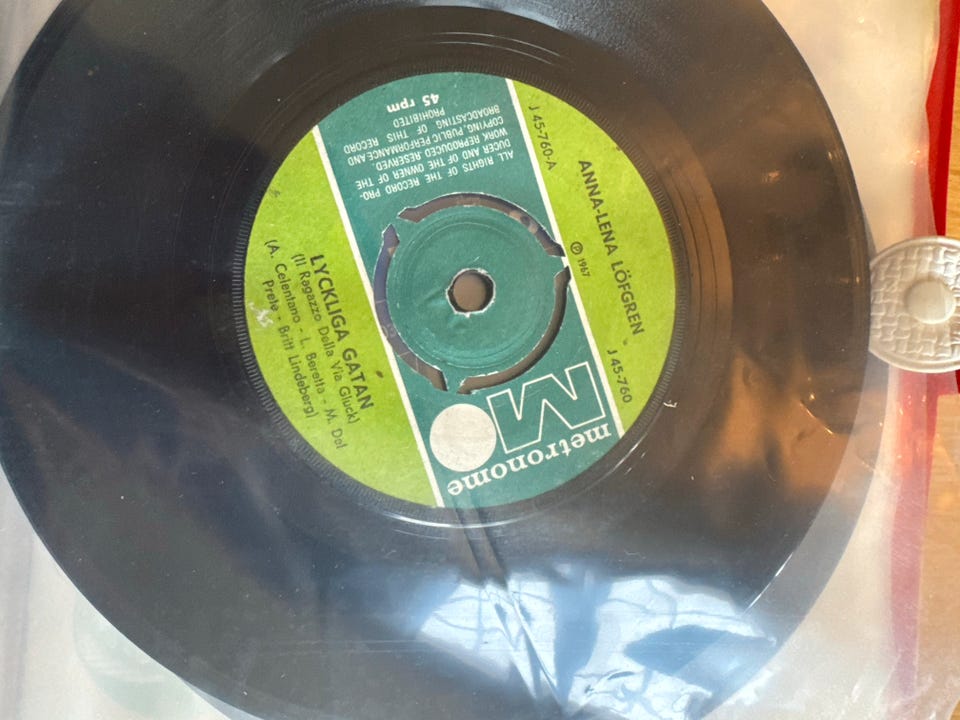 metronome
ALL RIGHTS OF THE RECORD PRO-
DUCER AND OF THE OWNER OF THE
WORK REPRODUCED RESERVED.
COPYING, PUBLIC PERFORMANCE AND
BROADCASTING OF THIS RECORD
PROHIBITED
45 rpm
J 45-760-A
J 45-760
ANNA-LENA LÖFGREN
Ⓟ 1967
LYCKLIGA GATAN
(Il Ragazzo Della Via Gluck)
(A. Celentano - L. Beretta - M. Del
Prete - Britt Lindeberg)